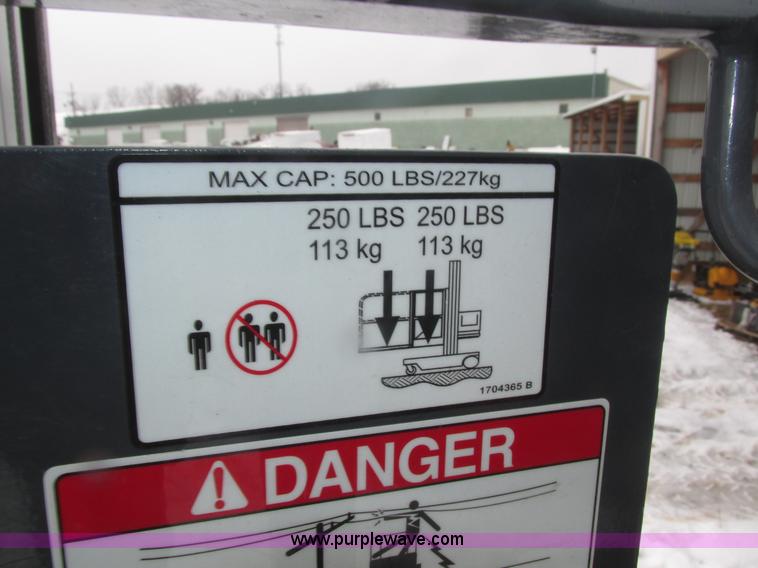 MAX CAP: 500 LBS/227kg
250 LBS 250 LBS
113 kg 113 kg
1704365 B
DANGER
www.purplewave.com